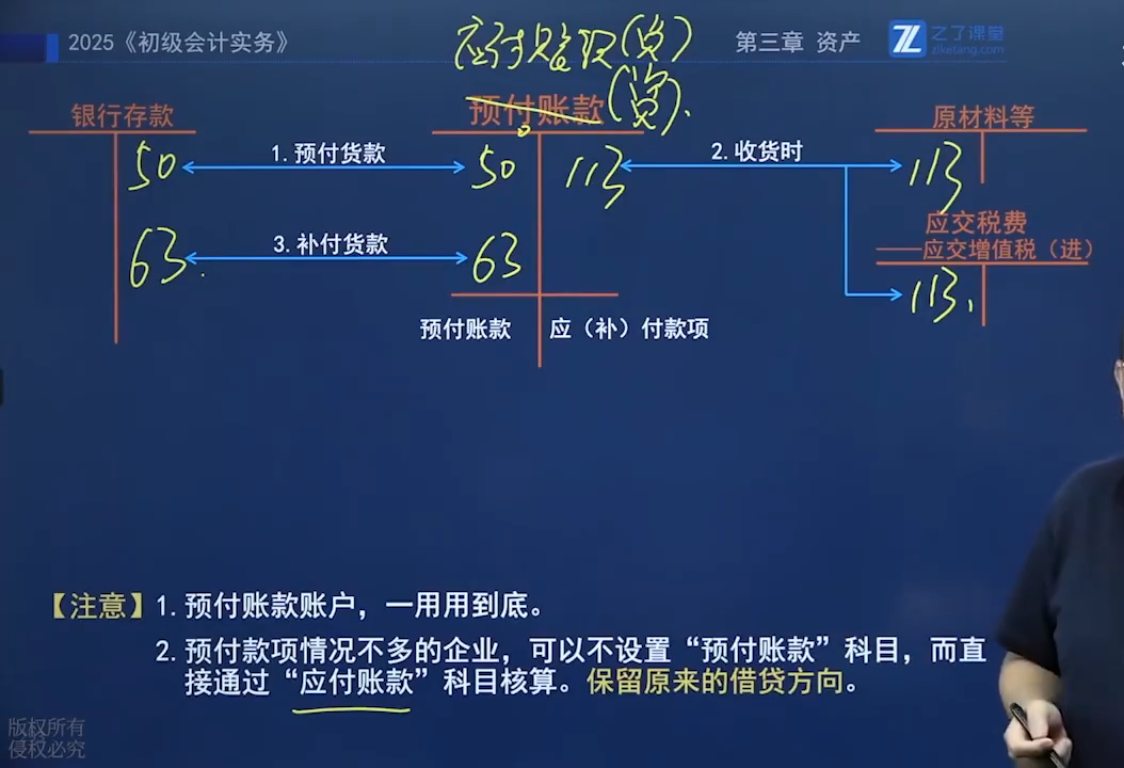 2025《初级会计实务》
应付账款(贷)
第三章 资产
之了课堂
zlketang.com
银行存款
预付账款
(贷).
原材料等
50
1.预付货款
50
113
2.收货时
113
应交税费
——应交增值税（进）
63.
3.补付货款
63
113
预付账款
应（补）付款项
【注意】1.预付账款账户，一用用到底。
2.预付款项情况不多的企业，可以不设置“预付账款”科目，而直
接通过“应付账款”科目核算。保留原来的借贷方向。
版权所有
侵权必究